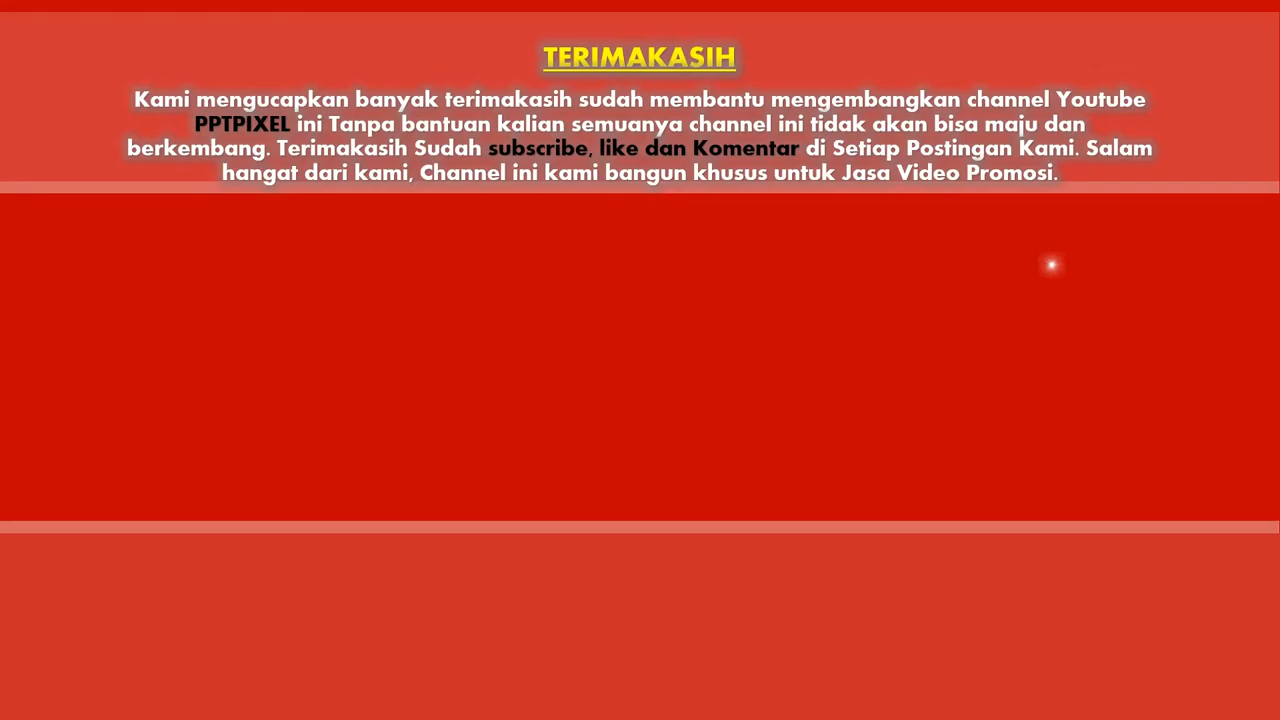 TERIMAKASIH
Kami mengucapkan banyak terimakasih sudah membantu mengembangkan channel Youtube
PPTPIXEL ini Tanpa bantuan kalian semuanya channel ini tidak akan bisa maju dan
berkembang. Terimakasih Sudah subscribe, like dan Komentar di Setiap Postingan Kami. Salam
hangat dari kami, Channel ini kami bangun khusus untuk Jasa Video Promosi.